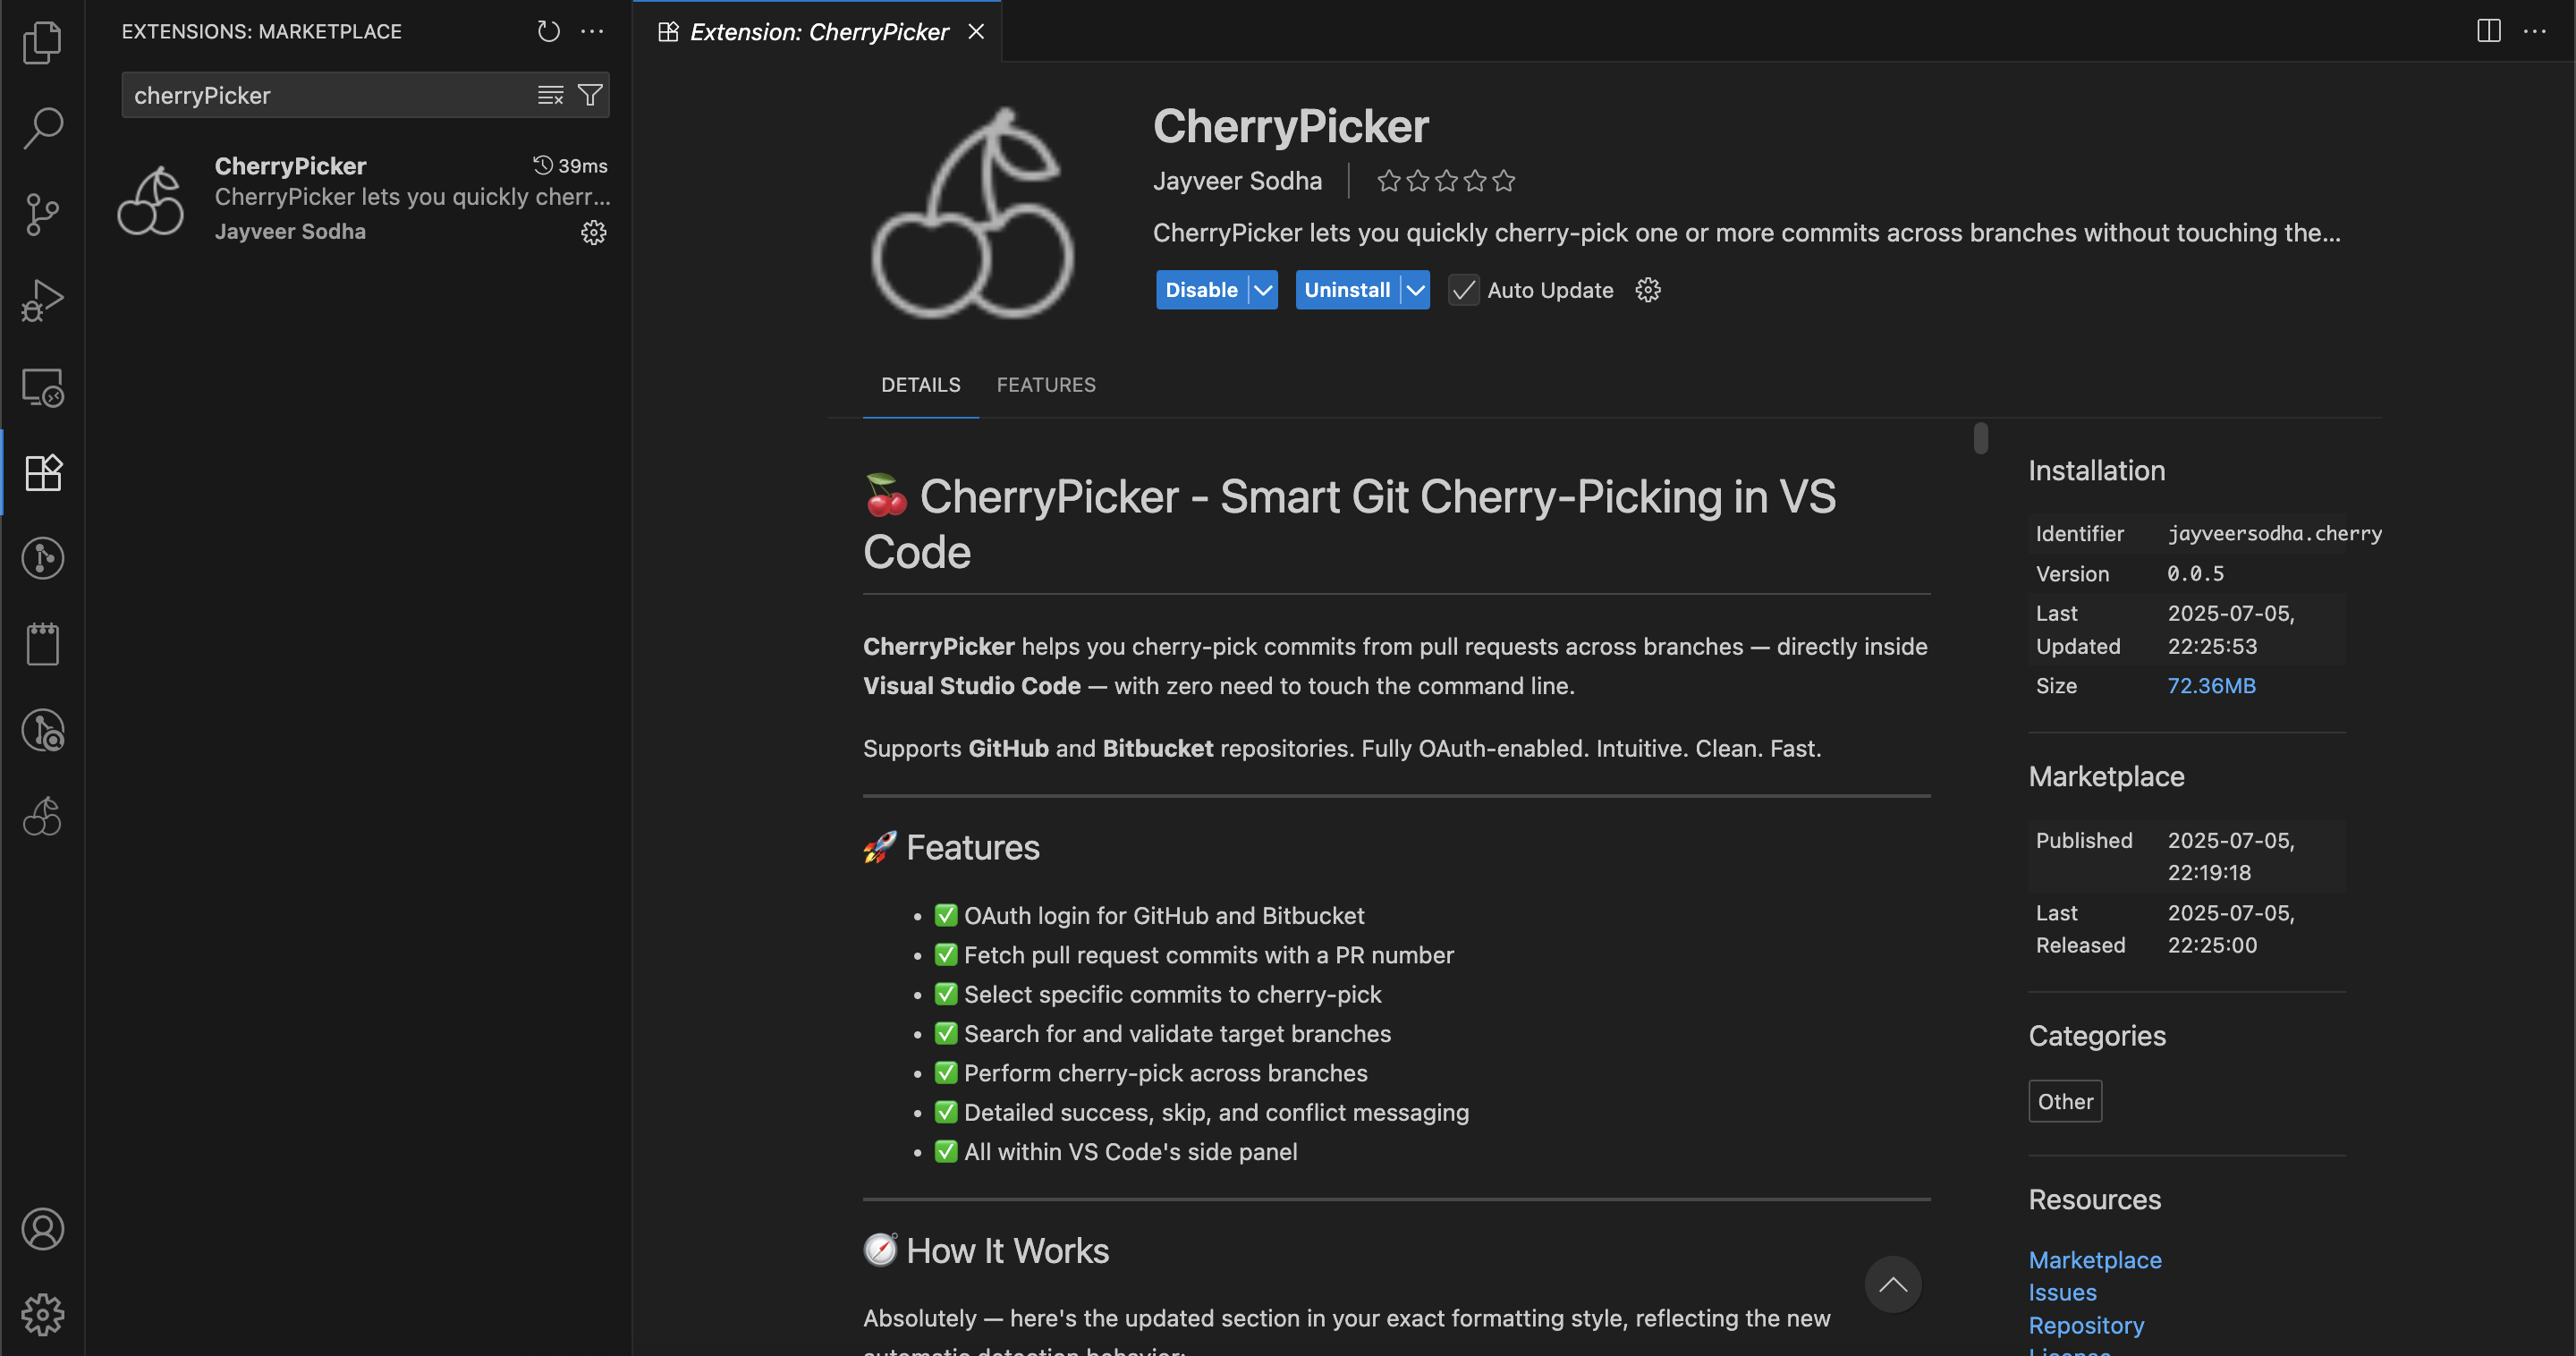 EXTENSIONS: MARKETPLACE
cherryPicker
CherryPicker
39ms
CherryPicker lets you quickly cherr...
Jayveer Sodha
Extension: CherryPicker
CherryPicker
Jayveer Sodha
CherryPicker lets you quickly cherry-pick one or more commits across branches without touching the...
Disable
Uninstall
Auto Update
DETAILS
FEATURES
🍒 CherryPicker - Smart Git Cherry-Picking in VS
Code
CherryPicker helps you cherry-pick commits from pull requests across branches — directly inside
Visual Studio Code — with zero need to touch the command line.
Supports GitHub and Bitbucket repositories. Fully OAuth-enabled. Intuitive. Clean. Fast.
🚀 Features
• ✅ OAuth login for GitHub and Bitbucket
• ✅ Fetch pull request commits with a PR number
• ✅ Select specific commits to cherry-pick
• ✅ Search for and validate target branches
• ✅ Perform cherry-pick across branches
• ✅ Detailed success, skip, and conflict messaging
• ✅ All within VS Code's side panel
🧭 How It Works
Absolutely — here's the updated section in your exact formatting style, reflecting the new
automatic detection behavior:
Installation
Identifier jayveersodha.cherry
Version 0.0.5
Last 2025-07-05,
Updated 22:25:53
Size 72.36MB
Marketplace
Published 2025-07-05,
22:19:18
Last 2025-07-05,
Released 22:25:00
Categories
Other
Resources
Marketplace
Issues
Repository
License